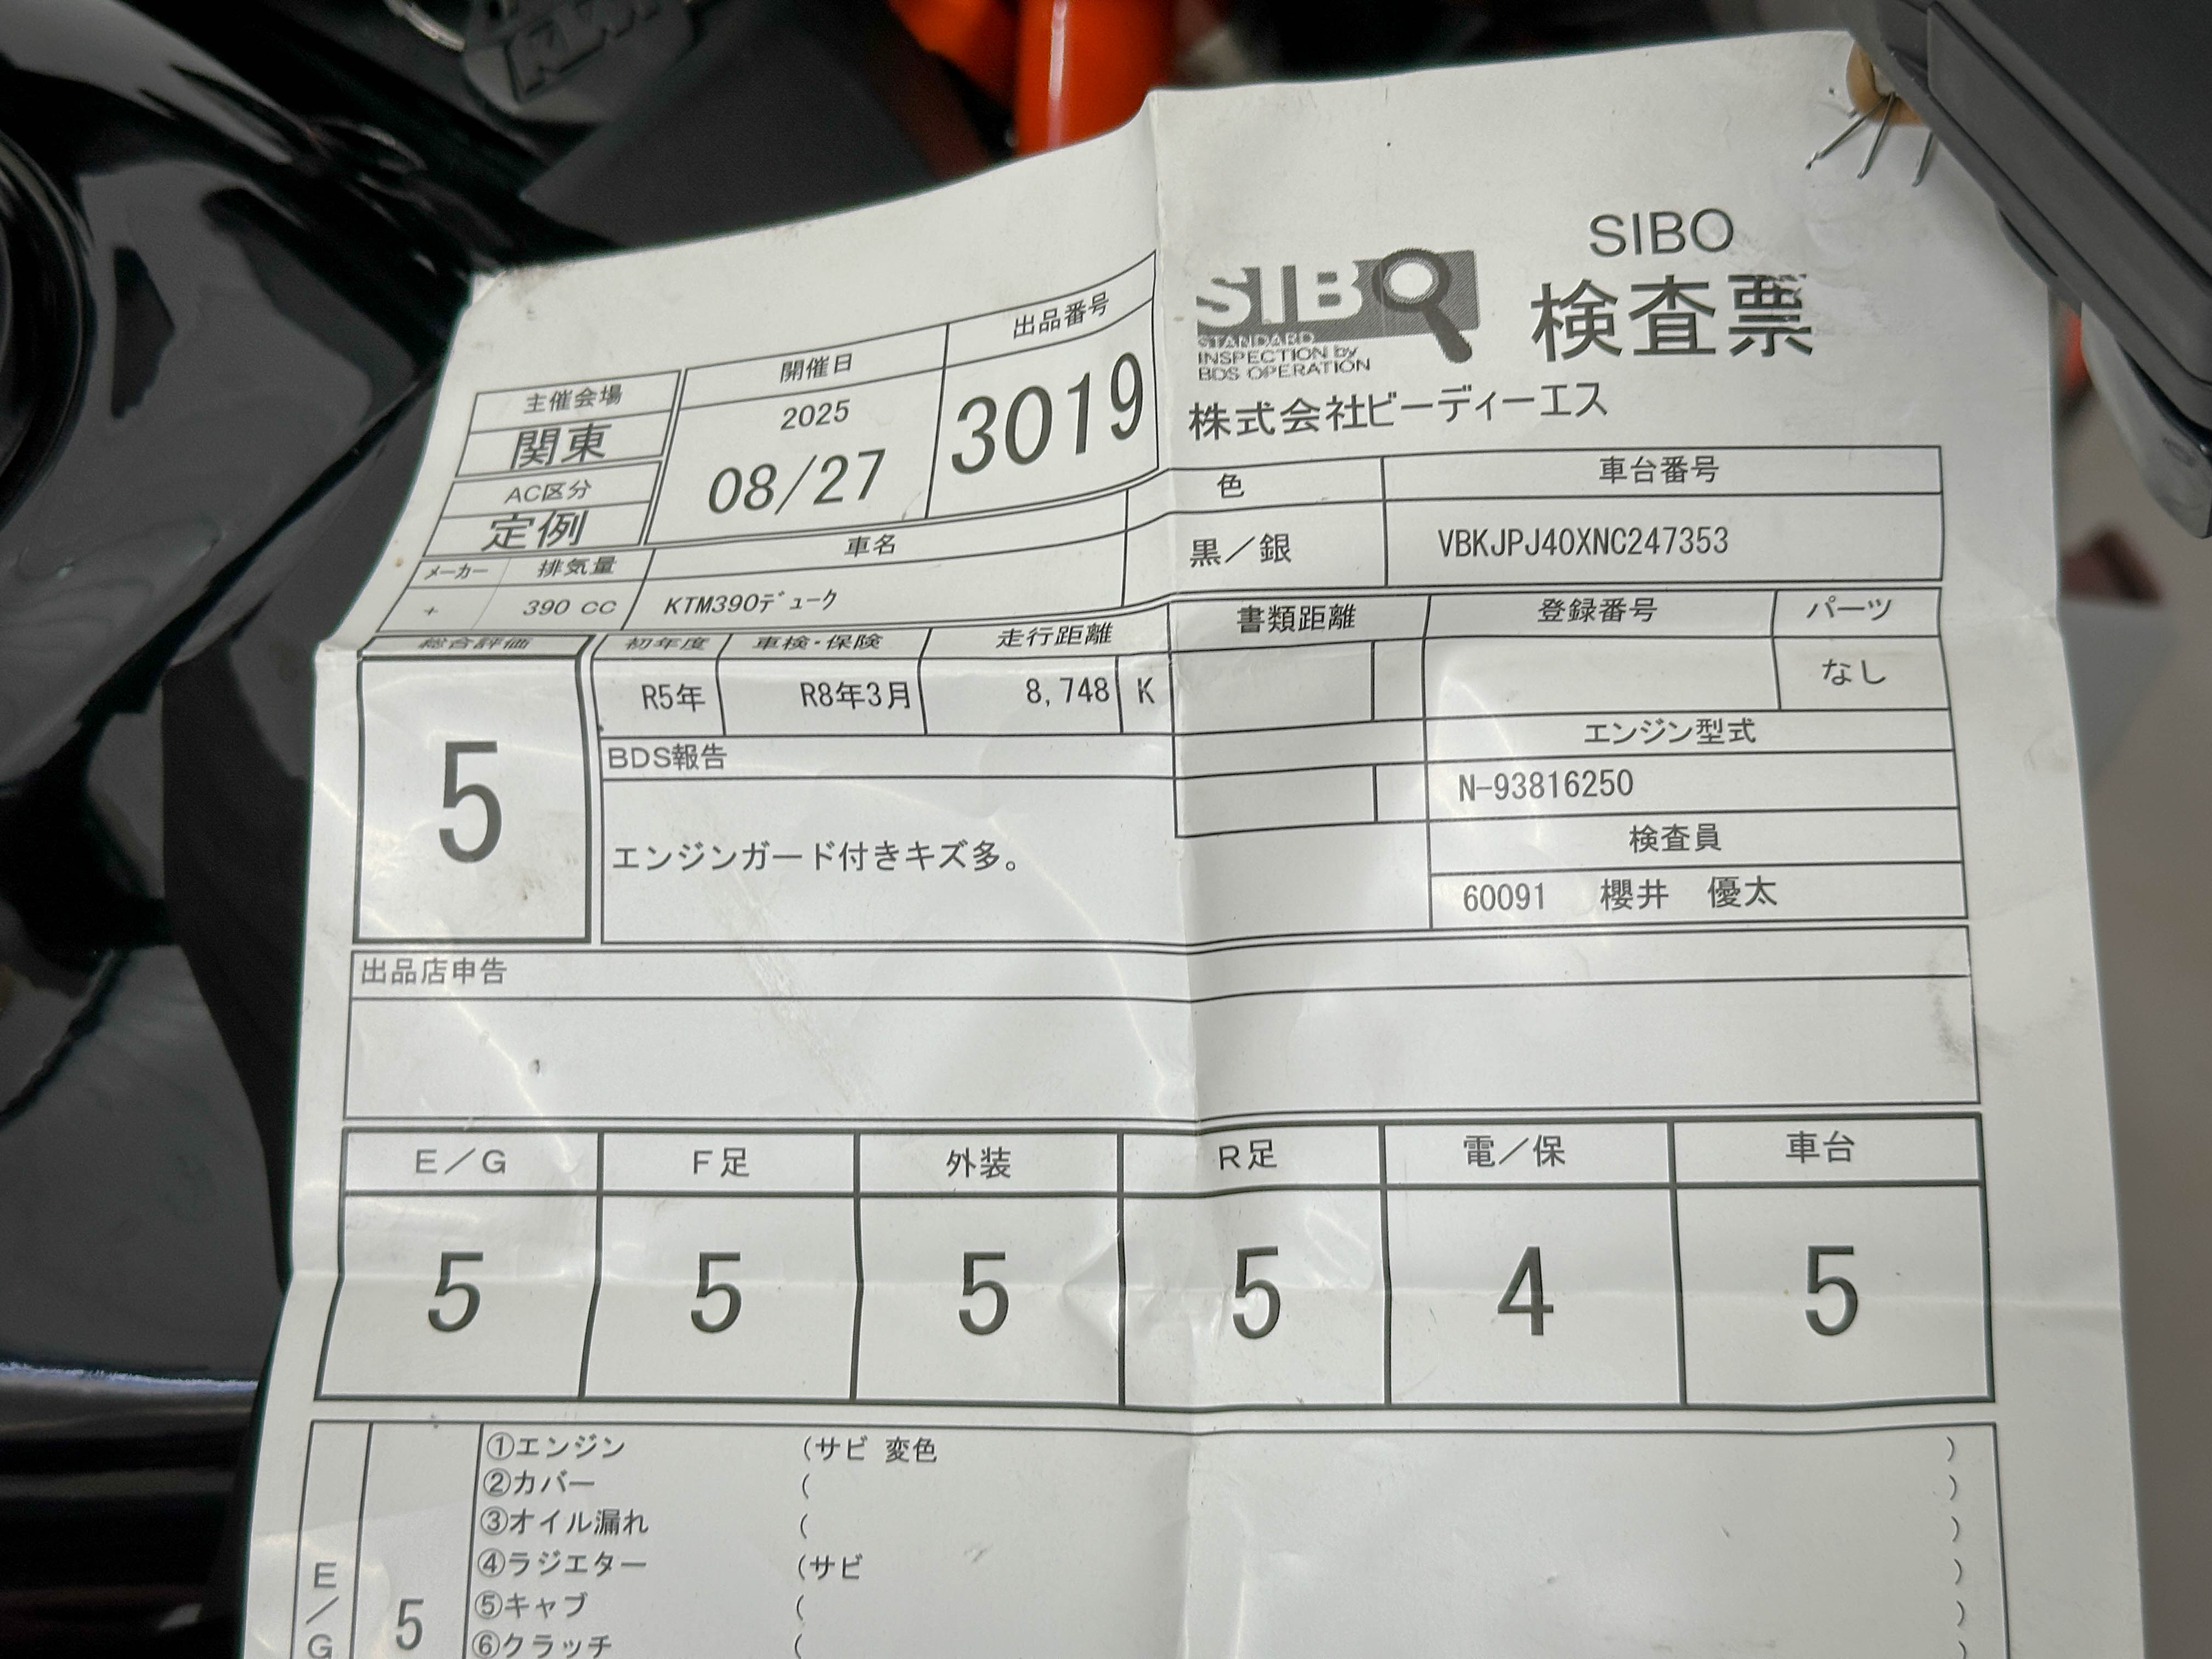 KTM
SIBO
SIBO
STANDARD
INSPECTION by
BDS OPERATION
検査票
株式会社ビーディーエス
主催会場
関東
AC区分
定例
開催日
2025
08/27
出品番号
3019
メーカー 排気量 車名 色 車台番号
+ 390 CC KTM390デューク 黒／銀 VBKJPJ40XNC247353
総合評価 初年度 車検・保険 走行距離 書類距離 登録番号 パーツ
5 R5年 R8年3月 8,748 K なし
BDS報告
エンジンガード付きキズ多。
エンジン型式
N-93816250
検査員
60091 櫻井 優太
出品店申告
E／G F足 外装 R足 電／保 車台
5 5 5 5 4 5
E／G
5
①エンジン (サビ 変色 )
②カバー ( )
③オイル漏れ ( )
④ラジエター (サビ )
⑤キャブ ( )
⑥クラッチ ( )